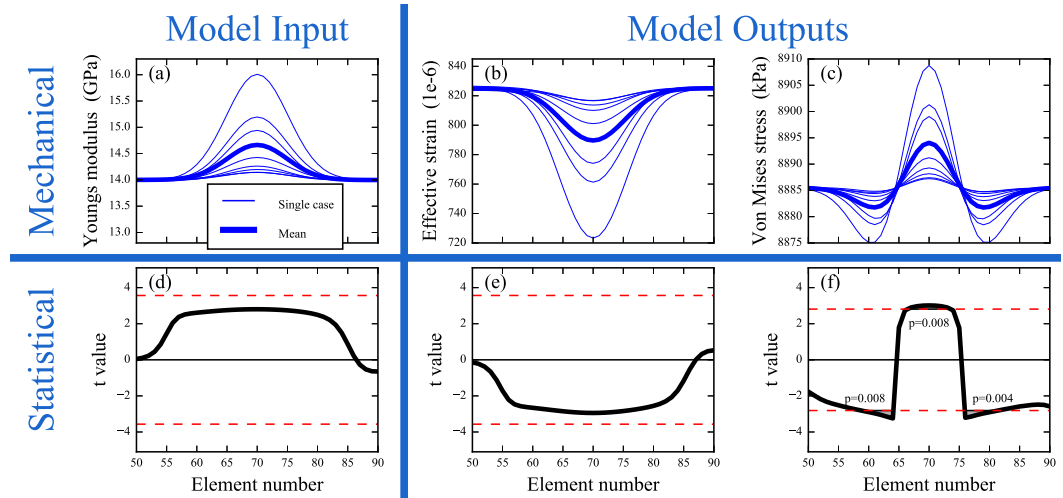 Model Input
Model Outputs
Mechanical
Statistical
(a)
Youngs modulus (GPa)
16.0
15.5
15.0
14.5
14.0
13.5
13.0
Single case
Mean
(b)
Effective strain (1e-6)
840
820
800
780
760
740
720
(c)
Von Mises stress (kPa)
8910
8905
8900
8895
8890
8885
8880
8875
(d)
t value
4
2
0
−2
−4
50 55 60 65 70 75 80 85 90
Element number
(e)
t value
4
2
0
−2
−4
50 55 60 65 70 75 80 85 90
Element number
(f)
t value
4
2
0
−2
−4
p=0.008
p=0.008
p=0.004
50 55 60 65 70 75 80 85 90
Element number